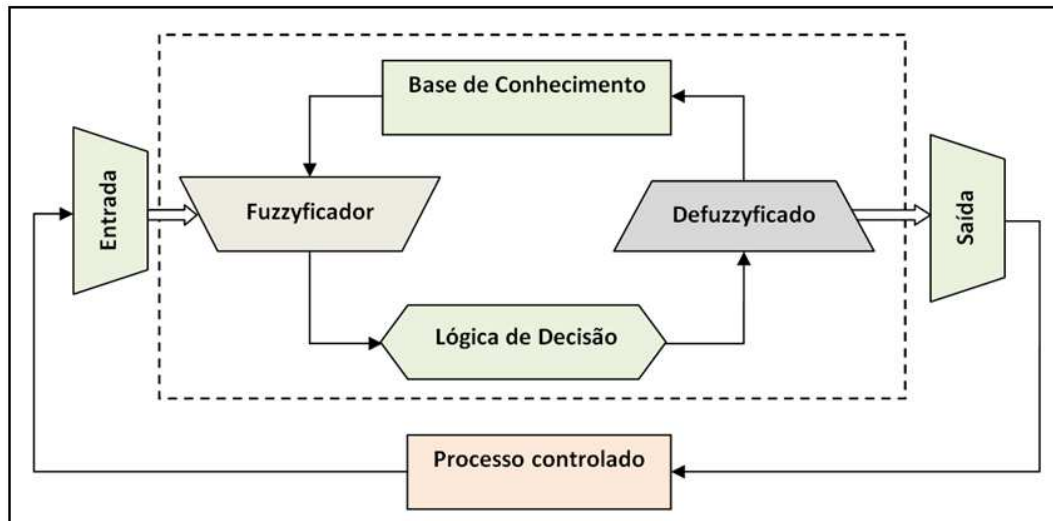 Base de Conhecimento
Entrada
Fuzzyficador
Defuzzyficado
Saída
Lógica de Decisão
Processo controlado